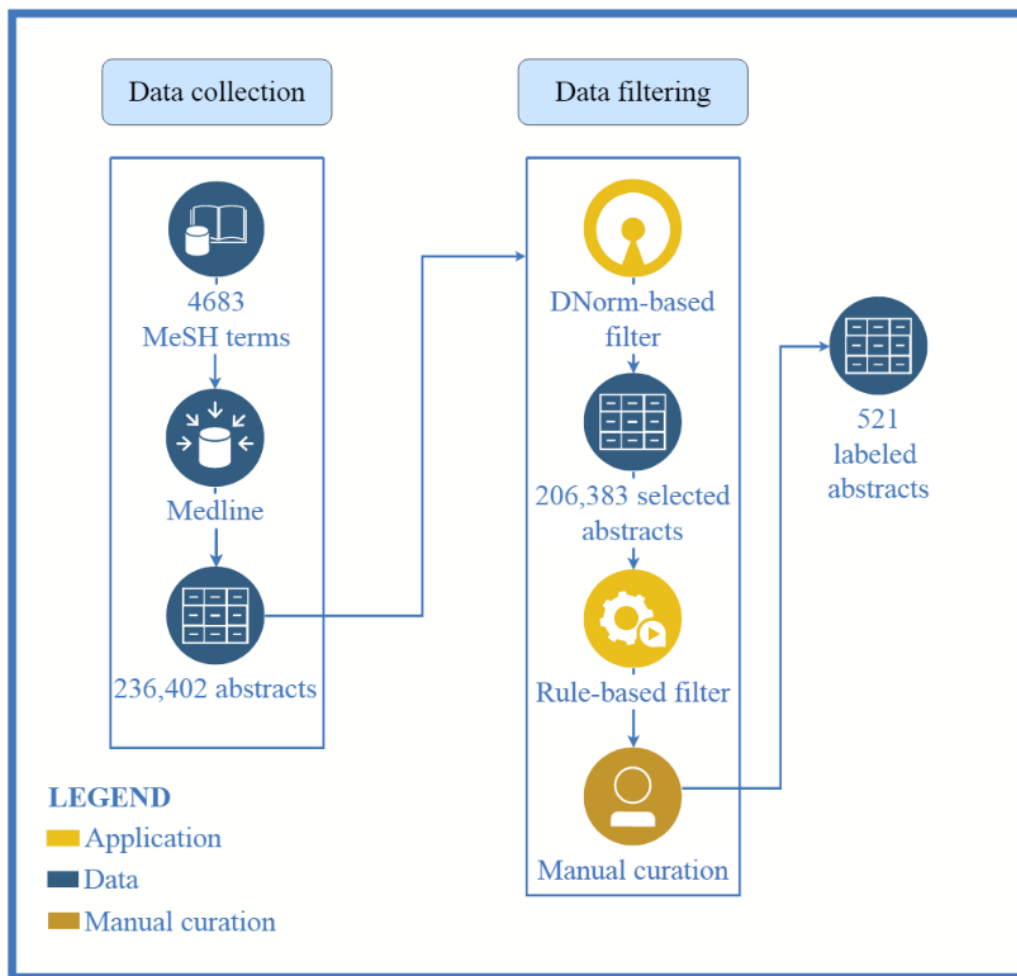 Data collection
4683
MeSH terms
Medline
236,402 abstracts
Data filtering
DNorm-based
filter
206,383 selected
abstracts
Rule-based filter
Manual curation
521
labeled
abstracts
LEGEND
Application
Data
Manual curation